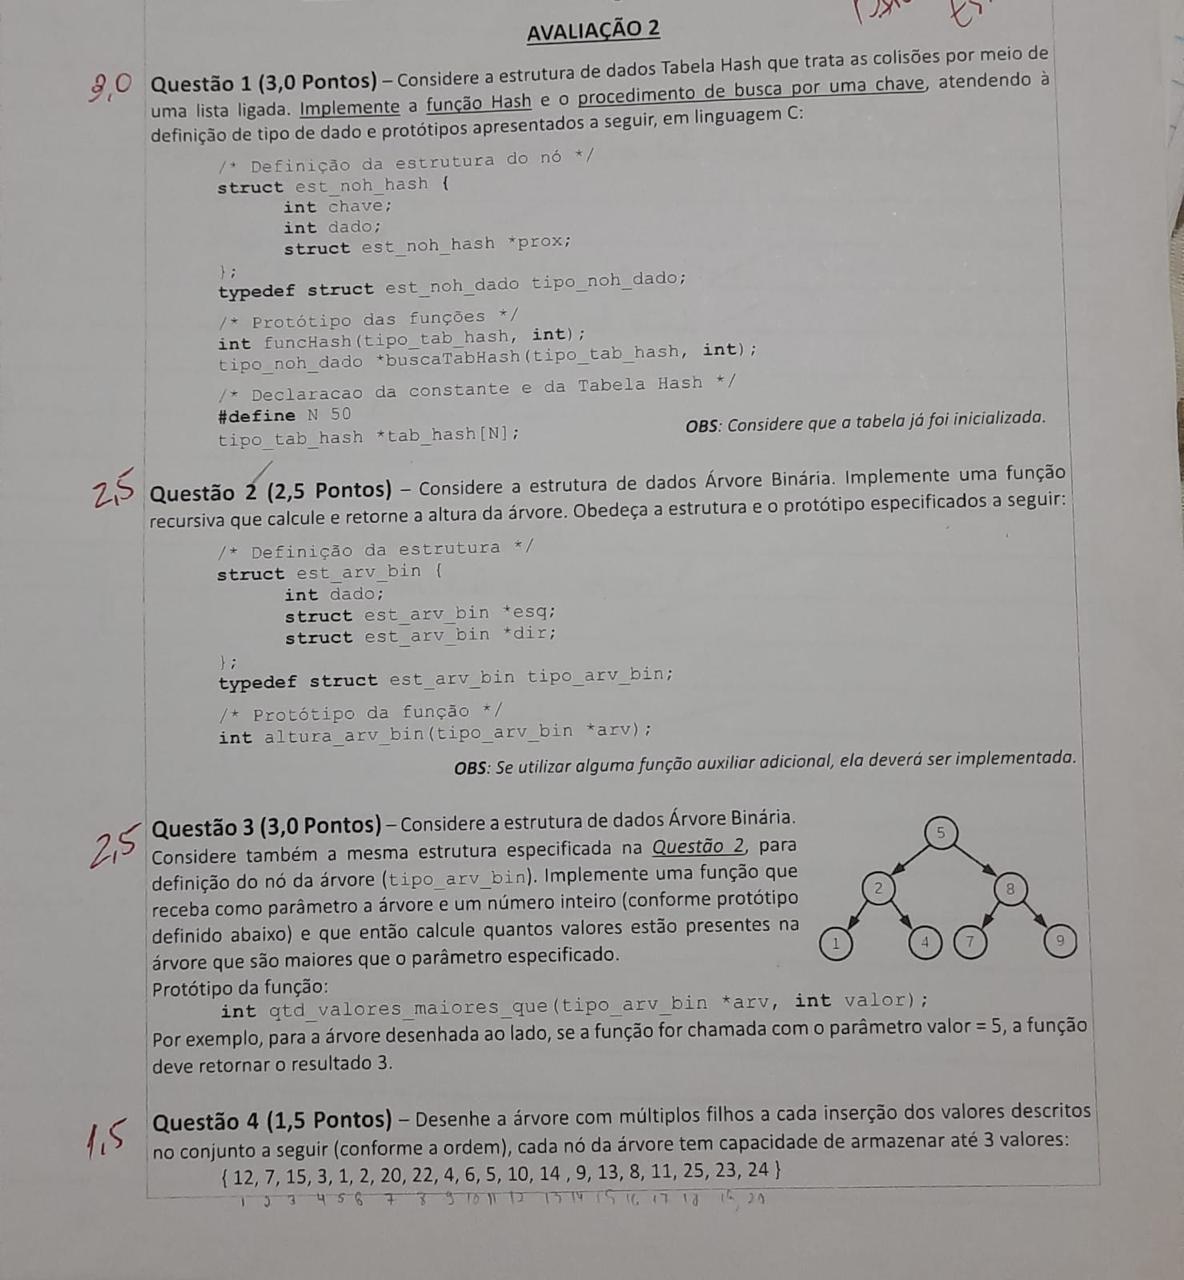 AVALIAÇÃO 2
3,0 Questão 1 (3,0 Pontos) – Considere a estrutura de dados Tabela Hash que trata as colisões por meio de
uma lista ligada. Implemente a função Hash e o procedimento de busca por uma chave, atendendo à
definição de tipo de dado e protótipos apresentados a seguir, em linguagem C:
/* Definição da estrutura do nó */
struct est_noh_hash {
int chave;
int dado;
struct est_noh_hash *prox;
};
typedef struct est_noh_dado tipo_noh_dado;
/* Protótipo das funções */
int funcHash(tipo_tab_hash, int);
tipo_noh_dado *buscaTabHash(tipo_tab_hash, int);
/* Declaracao da constante e da Tabela Hash */
#define N 50
tipo_tab_hash *tab_hash[N];
OBS: Considere que a tabela já foi inicializada.
2,5 Questão 2 (2,5 Pontos) – Considere a estrutura de dados Árvore Binária. Implemente uma função
recursiva que calcule e retorne a altura da árvore. Obedeça a estrutura e o protótipo especificados a seguir:
/* Definição da estrutura */
struct est_arv_bin {
int dado;
struct est_arv_bin *esq;
struct est_arv_bin *dir;
};
typedef struct est_arv_bin tipo_arv_bin;
/* Protótipo da função */
int altura_arv_bin(tipo_arv_bin *arv);
OBS: Se utilizar alguma função auxiliar adicional, ela deverá ser implementada.
2,5 Questão 3 (3,0 Pontos) – Considere a estrutura de dados Árvore Binária.
Considere também a mesma estrutura especificada na Questão 2, para
definição do nó da árvore (tipo_arv_bin). Implemente uma função que
receba como parâmetro a árvore e um número inteiro (conforme protótipo
definido abaixo) e que então calcule quantos valores estão presentes na
árvore que são maiores que o parâmetro especificado.
5
2 8
1 4 7 9
Protótipo da função:
int qtd_valores_maiores_que(tipo_arv_bin *arv, int valor);
Por exemplo, para a árvore desenhada ao lado, se a função for chamada com o parâmetro valor = 5, a função
deve retornar o resultado 3.
1,5 Questão 4 (1,5 Pontos) – Desenhe a árvore com múltiplos filhos a cada inserção dos valores descritos
no conjunto a seguir (conforme a ordem), cada nó da árvore tem capacidade de armazenar até 3 valores:
{ 12, 7, 15, 3, 1, 2, 20, 22, 4, 6, 5, 10, 14 , 9, 13, 8, 11, 25, 23, 24 }
1 2 3 4 5 6 7 8 9 10 11 12 13 14 15 16 17 18 19 20